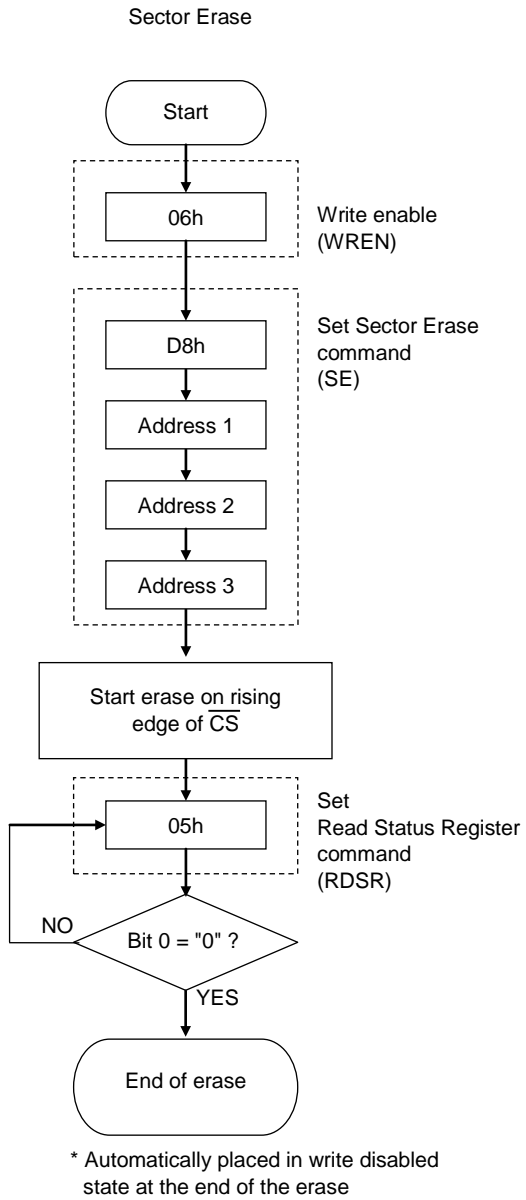 Sector Erase
Start
06h
Write enable
(WREN)
D8h
Set Sector Erase
command
(SE)
Address 1
Address 2
Address 3
Start erase on rising
edge of C̅S̅
05h
Set
Read Status Register
command
(RDSR)
NO
Bit 0 = "0" ?
YES
End of erase
* Automatically placed in write disabled
state at the end of the erase